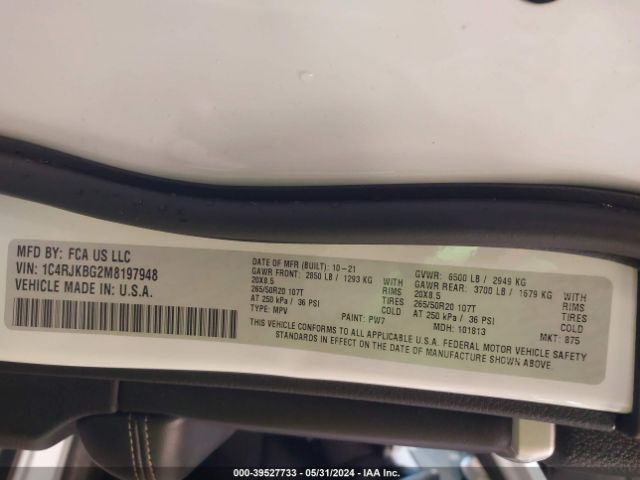 MFD BY: FCA US LLC
VIN: 1C4RJKBG2M8197948
VEHICLE MADE IN: U.S.A.
DATE OF MFR (BUILT): 10-21
GAWR FRONT: 2850 LB / 1293 KG WITH
20X8.5 RIMS
265/50R20 107T TIRES
AT 250 kPa / 36 PSI COLD
TYPE: MPV PAINT: PW7
GVWR: 6500 LB / 2949 KG
GAWR REAR: 3700 LB / 1679 KG WITH
20X8.5 RIMS
265/50R20 107T TIRES
AT 250 kPa / 36 PSI COLD
MDH: 101813 MKT: 875
THIS VEHICLE CONFORMS TO ALL APPLICABLE U.S.A. FEDERAL MOTOR VEHICLE SAFETY
STANDARDS IN EFFECT ON THE DATE OF MANUFACTURE SHOWN ABOVE.
000-39527733 - 05/31/2024 - IAA Inc.